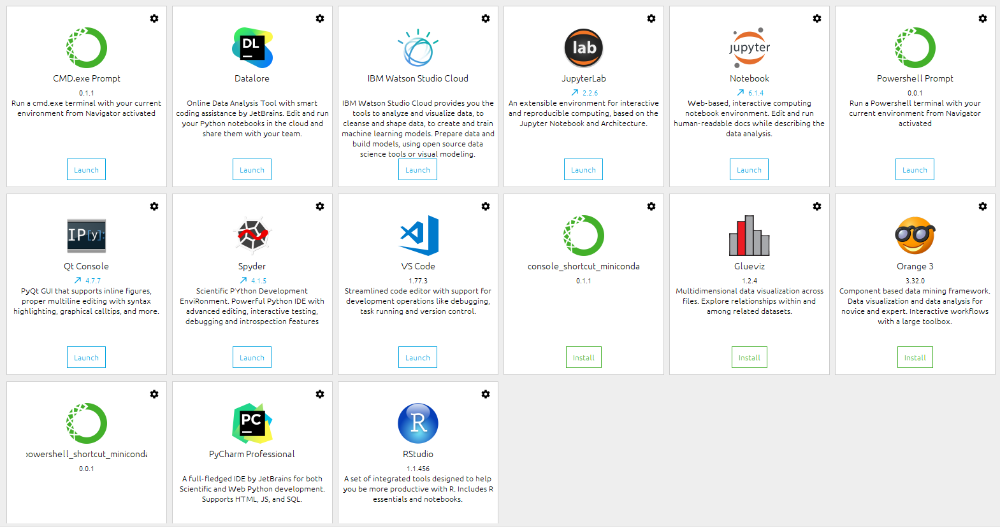 DL
lab
jupyter
CMD.exe Prompt
Datalore
IBM Watson Studio Cloud
JupyterLab
Notebook
Powershell Prompt
0.1.1
2.2.6
6.1.4
0.0.1
Run a cmd.exe terminal with your current
environment from Navigator activated
Online Data Analysis Tool with smart
coding assistance by JetBrains. Edit and run
your Python notebooks in the cloud and
share them with your team.
IBM Watson Studio Cloud provides you the
tools to analyze and visualize data, to
cleanse and shape data, to create and train
machine learning models. Prepare data and
build models, using open source data
science tools or visual modeling.
An extensible environment for interactive
and reproducible computing, based on the
Jupyter Notebook and Architecture.
Web-based, interactive computing
notebook environment. Edit and run
human-readable docs while describing the
data analysis.
Run a Powershell terminal with your
current environment from Navigator
activated
Launch
Launch
Launch
Launch
Launch
Launch
IP[y]:
Qt Console
Spyder
VS Code
console_shortcut_miniconda
Glueviz
Orange 3
4.7.7
4.1.5
1.77.3
0.1.1
1.2.4
3.32.0
PyQt GUI that supports inline figures,
proper multiline editing with syntax
highlighting, graphical calltips, and more.
Scientific PYthon Development
EnviRonment. Powerful Python IDE with
advanced editing, interactive testing,
debugging and introspection features
Streamlined code editor with support for
development operations like debugging,
task running and version control.
Multidimensional data visualization across
files. Explore relationships within and
among related datasets.
Component based data mining framework.
Data visualization and data analysis for
novice and expert. Interactive workflows
with a large toolbox.
Launch
Launch
Launch
Install
Install
Install
PC
R
powershell_shortcut_miniconda
PyCharm Professional
RStudio
0.0.1
1.1.456
A full-fledged IDE by JetBrains for both
Scientific and Web Python development.
Supports HTML, JS, and SQL.
A set of integrated tools designed to help
you be more productive with R. Includes R
essentials and notebooks.